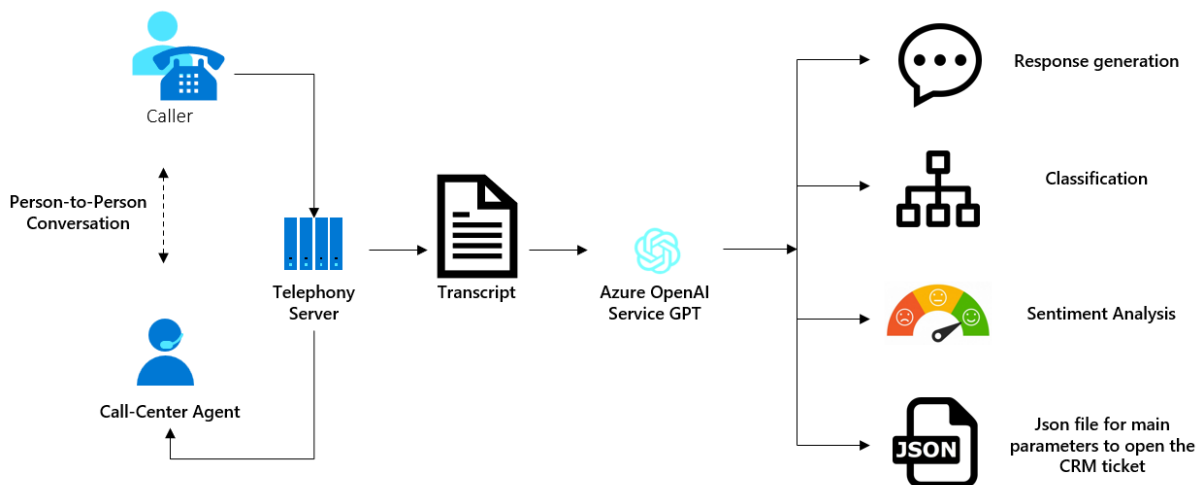 Caller
Person-to-Person
Conversation
Call-Center Agent
Telephony
Server
Transcript
Azure OpenAI
Service GPT
Response generation
Classification
Sentiment Analysis
JSON
Json file for main
parameters to open the
CRM ticket